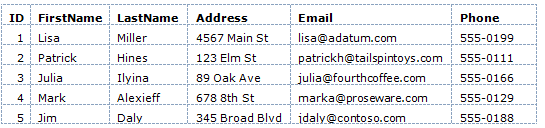 ID FirstName LastName Address Email Phone
1 Lisa Miller 4567 Main St lisa@adatum.com 555-0199
2 Patrick Hines 123 Elm St patrickh@tailspintoys.com 555-0111
3 Julia Ilyina 89 Oak Ave julia@fourthcoffee.com 555-0166
4 Mark Alexieff 678 8th St marka@proseware.com 555-0129
5 Jim Daly 345 Broad Blvd jdaly@contoso.com 555-0188